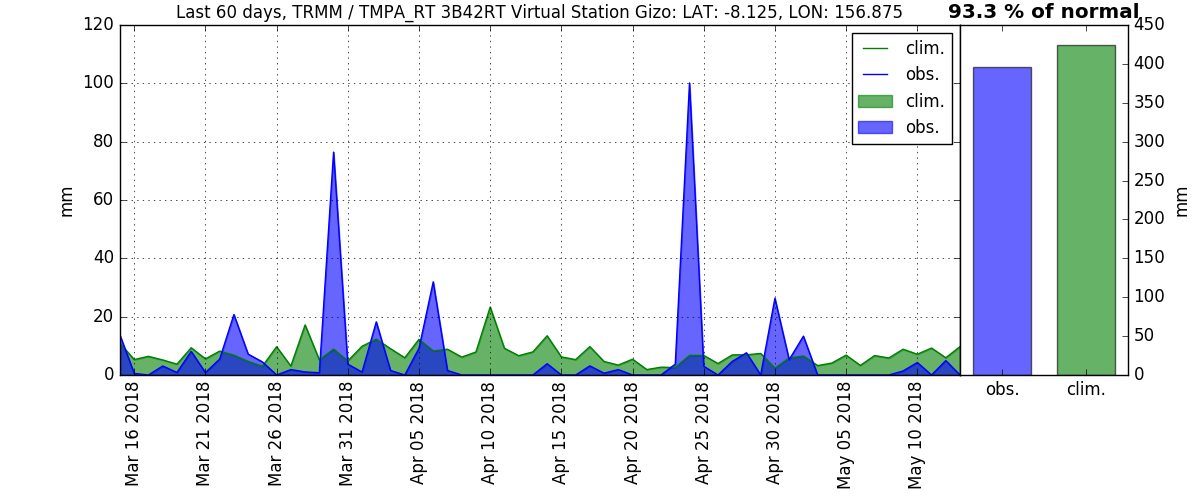 Last 60 days, TRMM / TMPA_RT 3B42RT Virtual Station Gizo: LAT: -8.125, LON: 156.875
93.3 % of normal
120
100
80
60
40
20
0
mm
clim.
obs.
clim.
obs.
Mar 16 2018
Mar 21 2018
Mar 26 2018
Mar 31 2018
Apr 05 2018
Apr 10 2018
Apr 15 2018
Apr 20 2018
Apr 25 2018
Apr 30 2018
May 05 2018
May 10 2018
450
400
350
300
250
200
150
100
50
0
mm
obs.
clim.